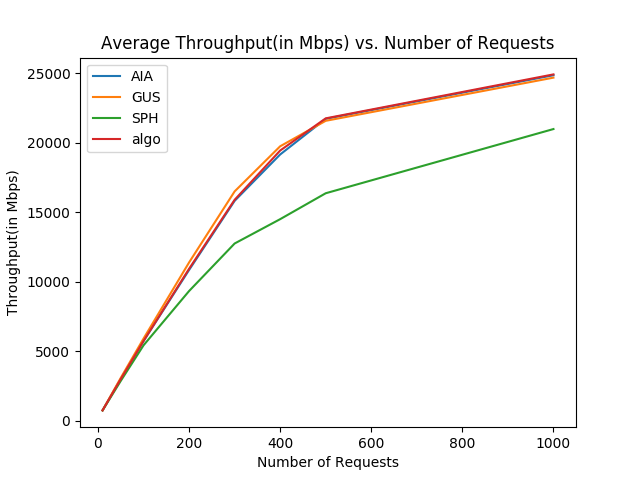 Average Throughput(in Mbps) vs. Number of Requests
AIA
GUS
SPH
algo
25000
20000
15000
10000
5000
0
Throughput(in Mbps)
0 200 400 600 800 1000
Number of Requests